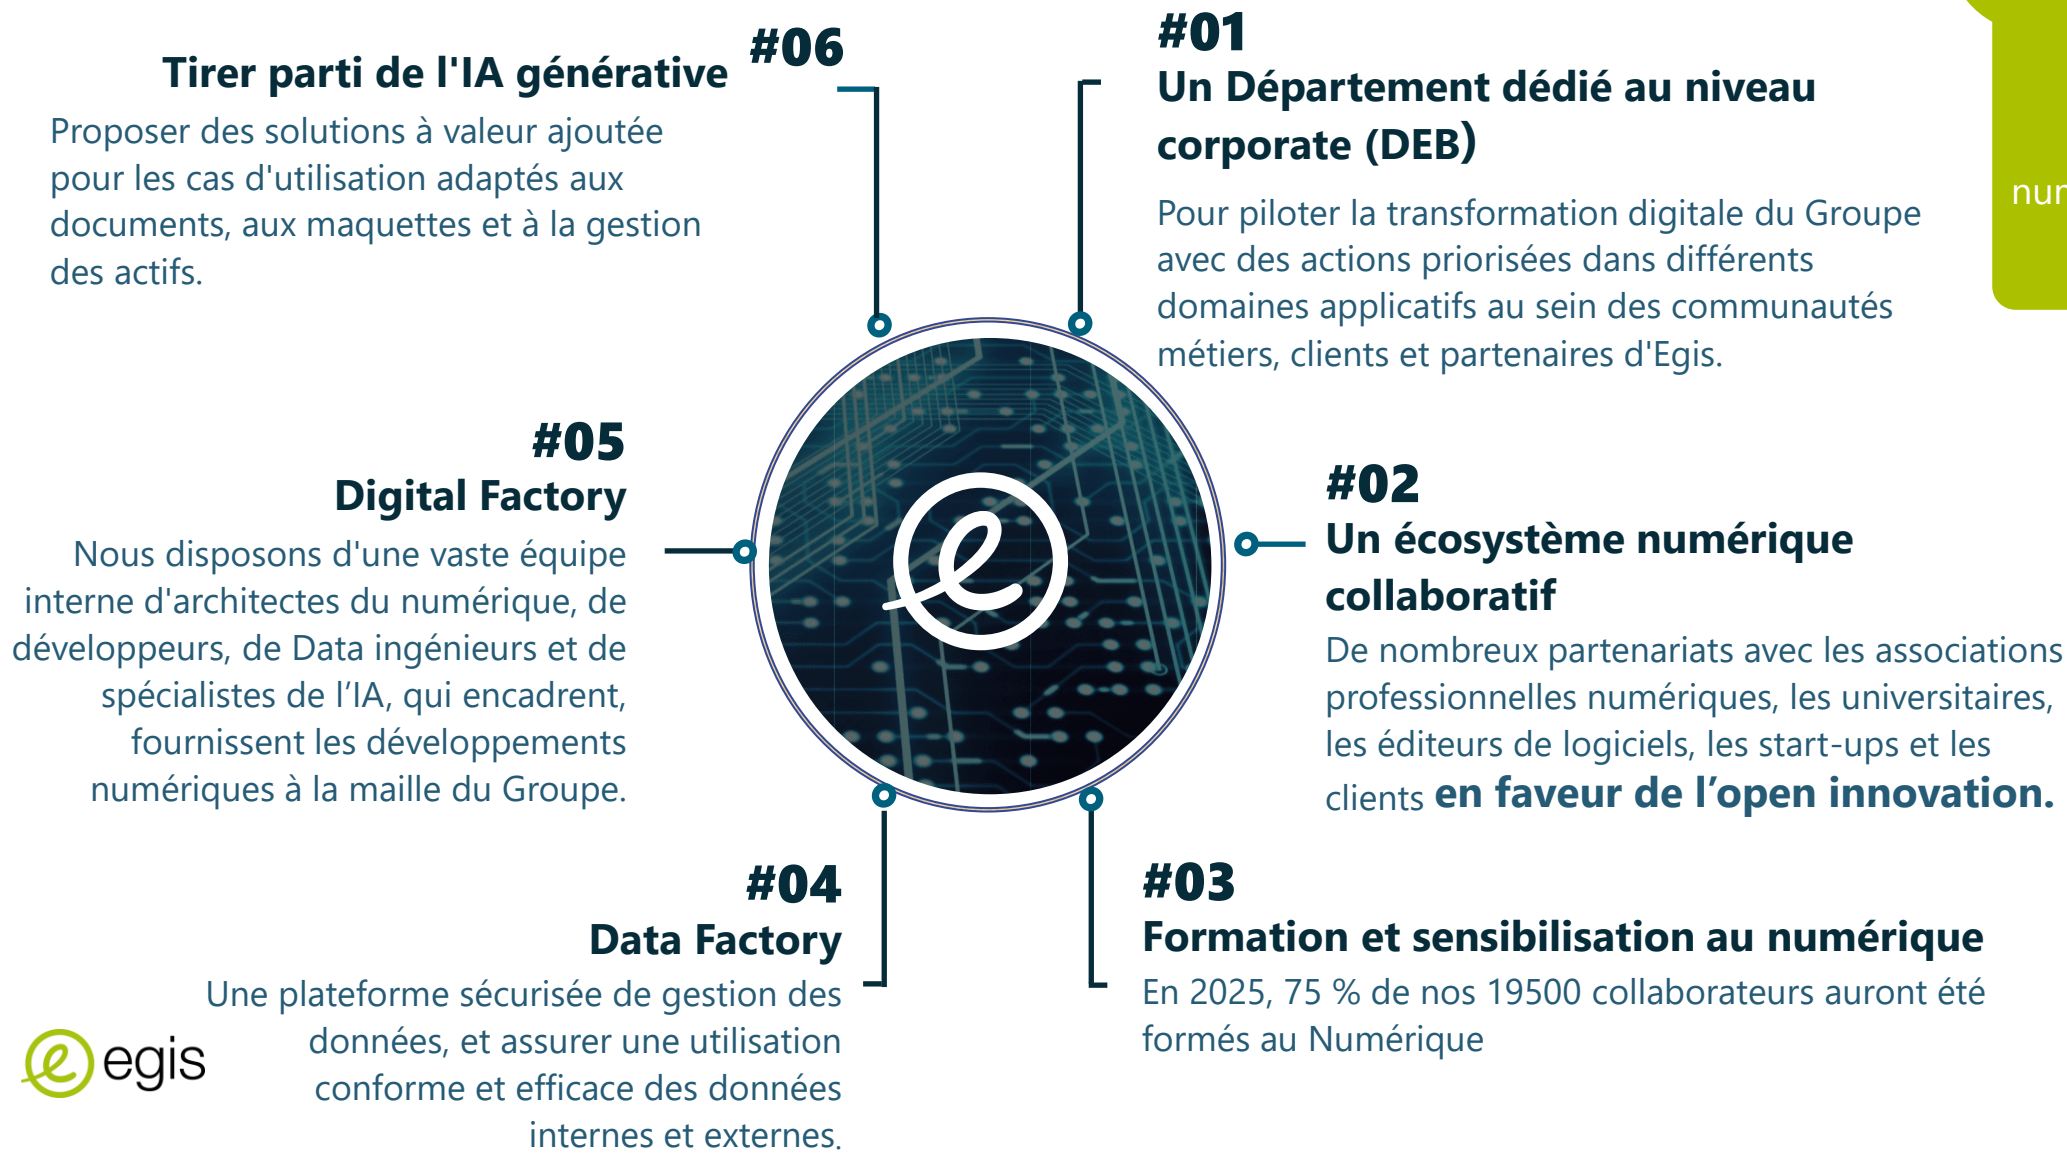 #01
Un Département dédié au niveau
corporate (DEB)
Pour piloter la transformation digitale du Groupe
avec des actions priorisées dans différents
domaines applicatifs au sein des communautés
métiers, clients et partenaires d'Egis.
#02
Un écosystème numérique
collaboratif
De nombreux partenariats avec les associations
professionnelles numériques, les universitaires,
les éditeurs de logiciels, les start-ups et les
clients en faveur de l’open innovation.
#03
Formation et sensibilisation au numérique
En 2025, 75 % de nos 19500 collaborateurs auront été
formés au Numérique
#04
Data Factory
Une plateforme sécurisée de gestion des
données, et assurer une utilisation
conforme et efficace des données
internes et externes.
#05
Digital Factory
Nous disposons d'une vaste équipe
interne d'architectes du numérique, de
développeurs, de Data ingénieurs et de
spécialistes de l’IA, qui encadrent,
fournissent les développements
numériques à la maille du Groupe.
#06
Tirer parti de l'IA générative
Proposer des solutions à valeur ajoutée
pour les cas d'utilisation adaptés aux
documents, aux maquettes et à la gestion
des actifs.
egis